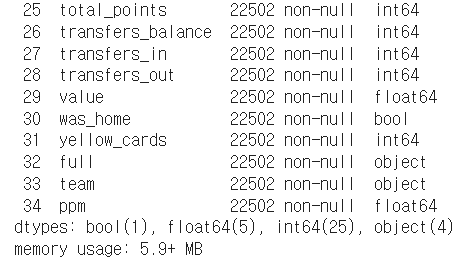 25 total_points 22502 non-null int64
26 transfers_balance 22502 non-null int64
27 transfers_in 22502 non-null int64
28 transfers_out 22502 non-null int64
29 value 22502 non-null float64
30 was_home 22502 non-null bool
31 yellow_cards 22502 non-null int64
32 full 22502 non-null object
33 team 22502 non-null object
34 ppm 22502 non-null float64
dtypes: bool(1), float64(5), int64(25), object(4)
memory usage: 5.9+ MB